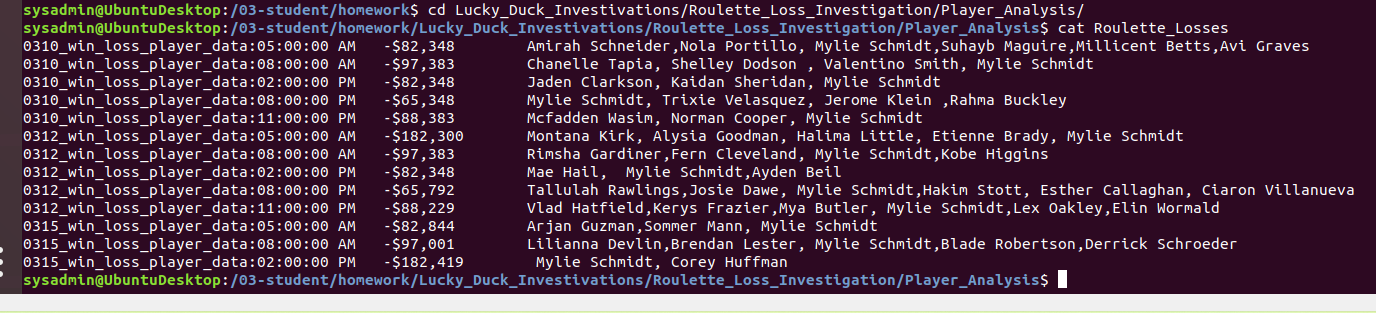 sysadmin@UbuntuDesktop:/03-student/homework$ cd Lucky_Duck_Investivations/Roulette_Loss_Investigation/Player_Analysis/
sysadmin@UbuntuDesktop:/03-student/homework/Lucky_Duck_Investivations/Roulette_Loss_Investigation/Player_Analysis$ cat Roulette_Losses
0310_win_loss_player_data:05:00:00 AM -$82,348 Amirah Schneider,Nola Portillo, Mylie Schmidt,Suhayb Maguire,Millicent Betts,Avi Graves
0310_win_loss_player_data:08:00:00 AM -$97,383 Chanelle Tapia, Shelley Dodson , Valentino Smith, Mylie Schmidt
0310_win_loss_player_data:02:00:00 PM -$82,348 Jaden Clarkson, Kaidan Sheridan, Mylie Schmidt
0310_win_loss_player_data:08:00:00 PM -$65,348 Mylie Schmidt, Trixie Velasquez, Jerome Klein ,Rahma Buckley
0310_win_loss_player_data:11:00:00 PM -$88,383 Mcfadden Wasim, Norman Cooper, Mylie Schmidt
0312_win_loss_player_data:05:00:00 AM -$182,300 Montana Kirk, Alysia Goodman, Halima Little, Etienne Brady, Mylie Schmidt
0312_win_loss_player_data:08:00:00 AM -$97,383 Rimsha Gardiner,Fern Cleveland, Mylie Schmidt,Kobe Higgins
0312_win_loss_player_data:02:00:00 PM -$82,348 Mae Hail,  Mylie Schmidt,Ayden Beil
0312_win_loss_player_data:08:00:00 PM -$65,792 Tallulah Rawlings,Josie Dawe, Mylie Schmidt,Hakim Stott, Esther Callaghan, Ciaron Villanueva
0312_win_loss_player_data:11:00:00 PM -$88,229 Vlad Hatfield,Kerys Frazier,Mya Butler, Mylie Schmidt,Lex Oakley,Elin Wormald
0315_win_loss_player_data:05:00:00 AM -$82,844 Arjan Guzman,Sommer Mann, Mylie Schmidt
0315_win_loss_player_data:08:00:00 AM -$97,001 Lilianna Devlin,Brendan Lester, Mylie Schmidt,Blade Robertson,Derrick Schroeder
0315_win_loss_player_data:02:00:00 PM -$182,419 Mylie Schmidt, Corey Huffman
sysadmin@UbuntuDesktop:/03-student/homework/Lucky_Duck_Investivations/Roulette_Loss_Investigation/Player_Analysis$